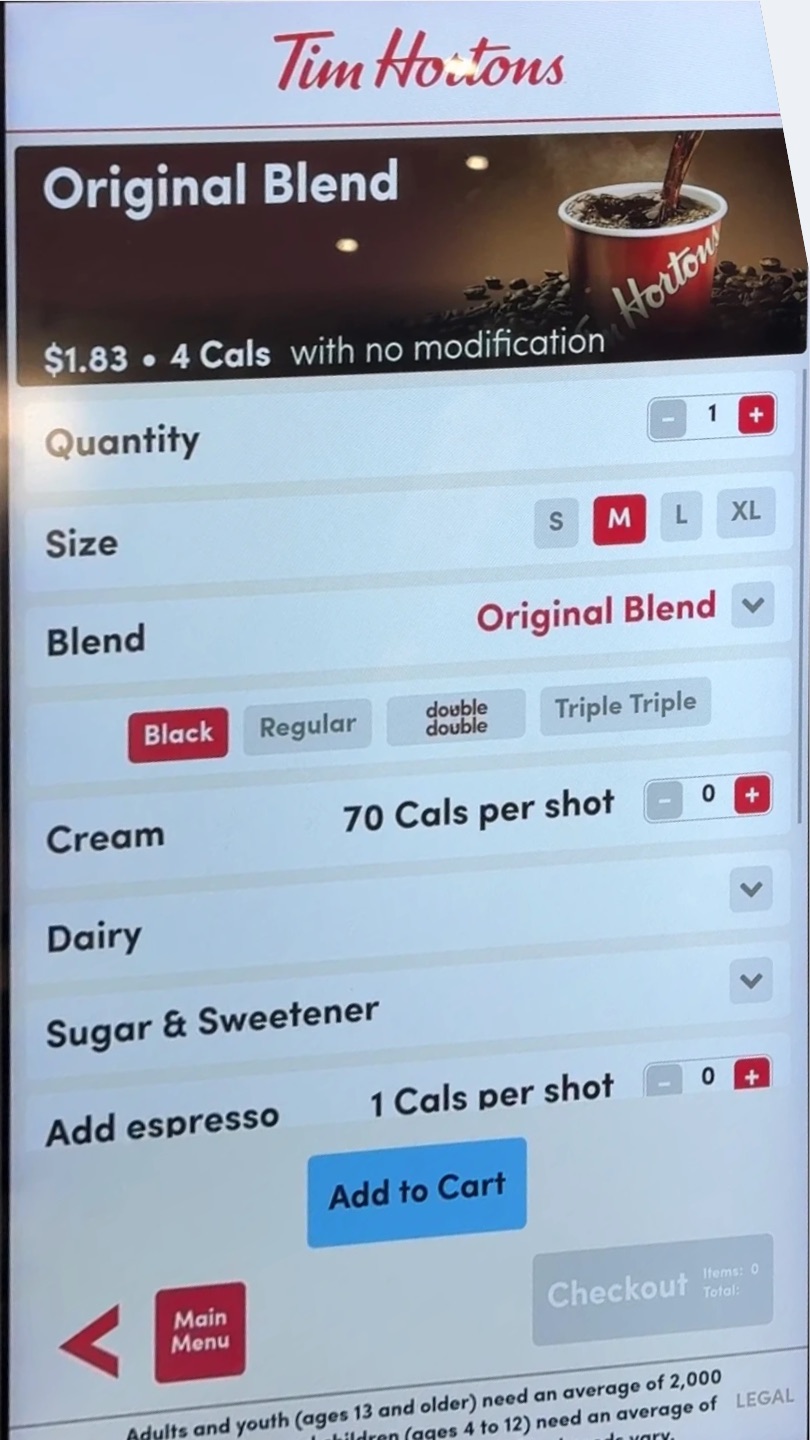 Tim Hortons
Original Blend
Hortons
$1.83 • 4 Cals with no modification
Quantity
− 1 +
Size
S M L XL
Blend
Original Blend
Black Regular double double Triple Triple
Cream
70 Cals per shot
− 0 +
Dairy
Sugar & Sweetener
Add espresso
1 Cals per shot
− 0 +
Add to Cart
Checkout
Items: 0
Total:
Main
Menu
Adults and youth (ages 13 and older) need an average of 2,000
children (ages 4 to 12) need an average of
vary.
LEGAL